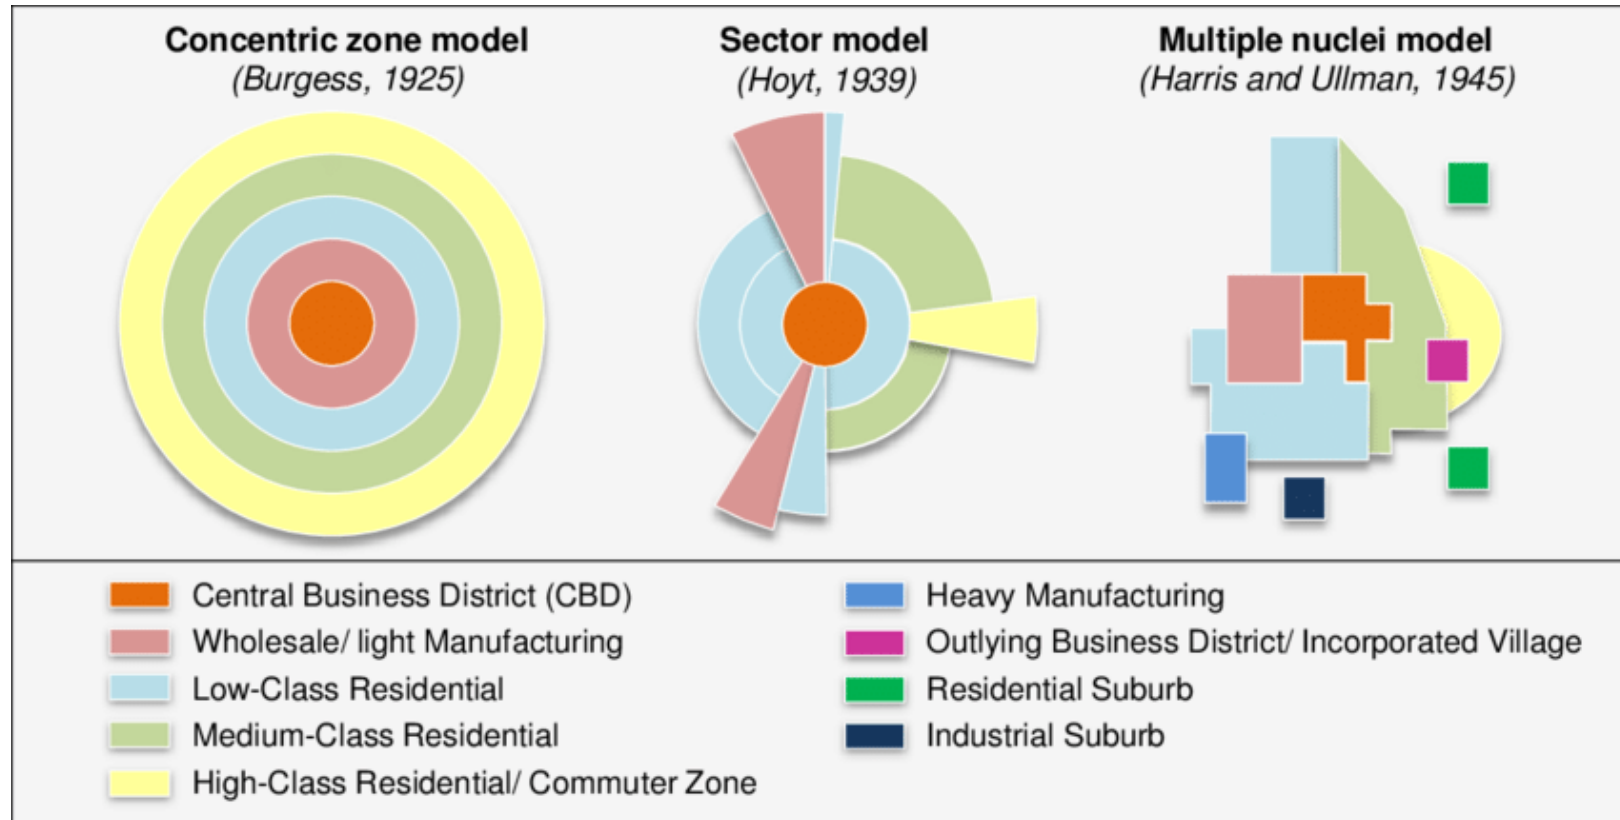 Concentric zone model
(Burgess, 1925)
Sector model
(Hoyt, 1939)
Multiple nuclei model
(Harris and Ullman, 1945)
Central Business District (CBD)
Wholesale/ light Manufacturing
Low-Class Residential
Medium-Class Residential
High-Class Residential/ Commuter Zone
Heavy Manufacturing
Outlying Business District/ Incorporated Village
Residential Suburb
Industrial Suburb